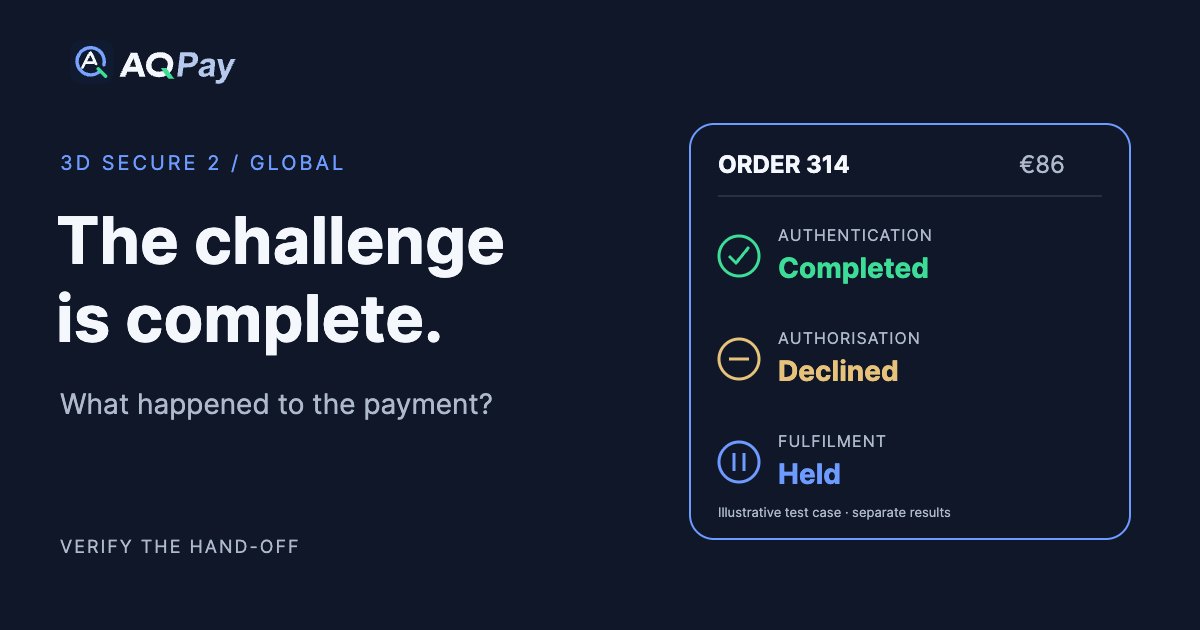 AQPay
3D SECURE 2 / GLOBAL
The challenge
is complete.
What happened to the payment?
VERIFY THE HAND-OFF
ORDER 314 €86
AUTHENTICATION
Completed
AUTHORISATION
Declined
FULFILMENT
Held
Illustrative test case · separate results